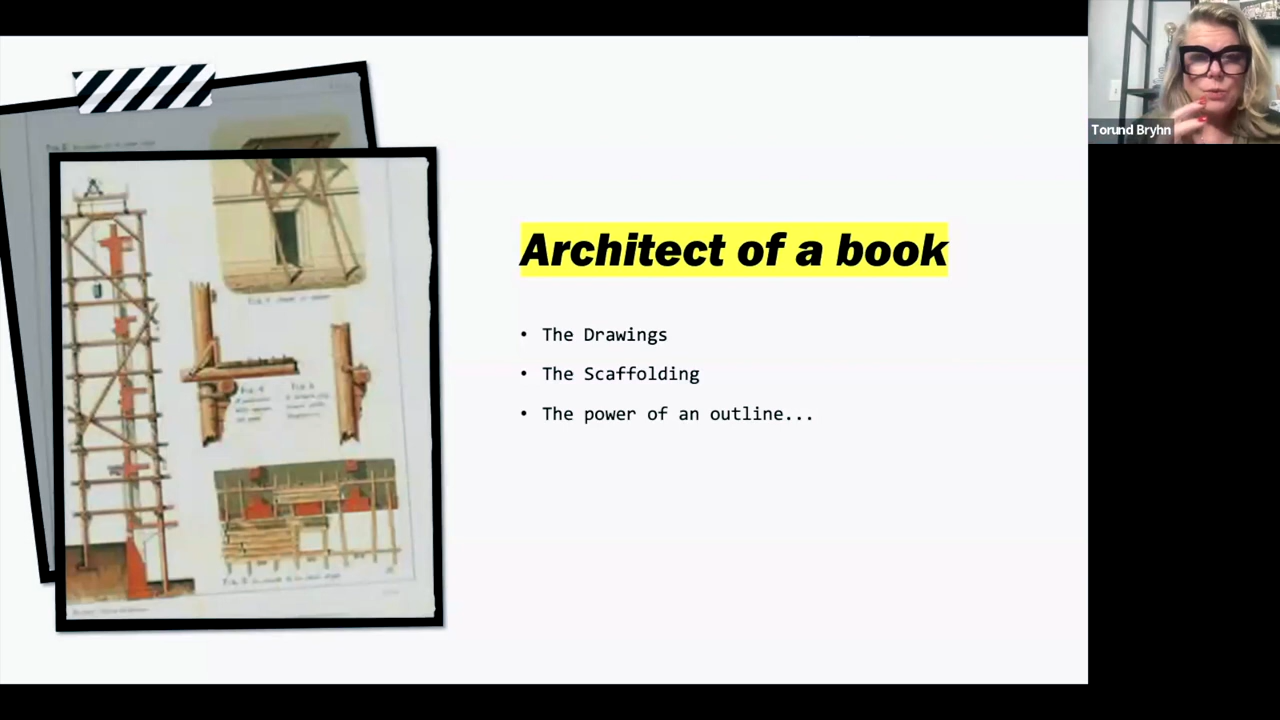 Architect of a book
• The Drawings
• The Scaffolding
• The power of an outline...
Torund Bryhn